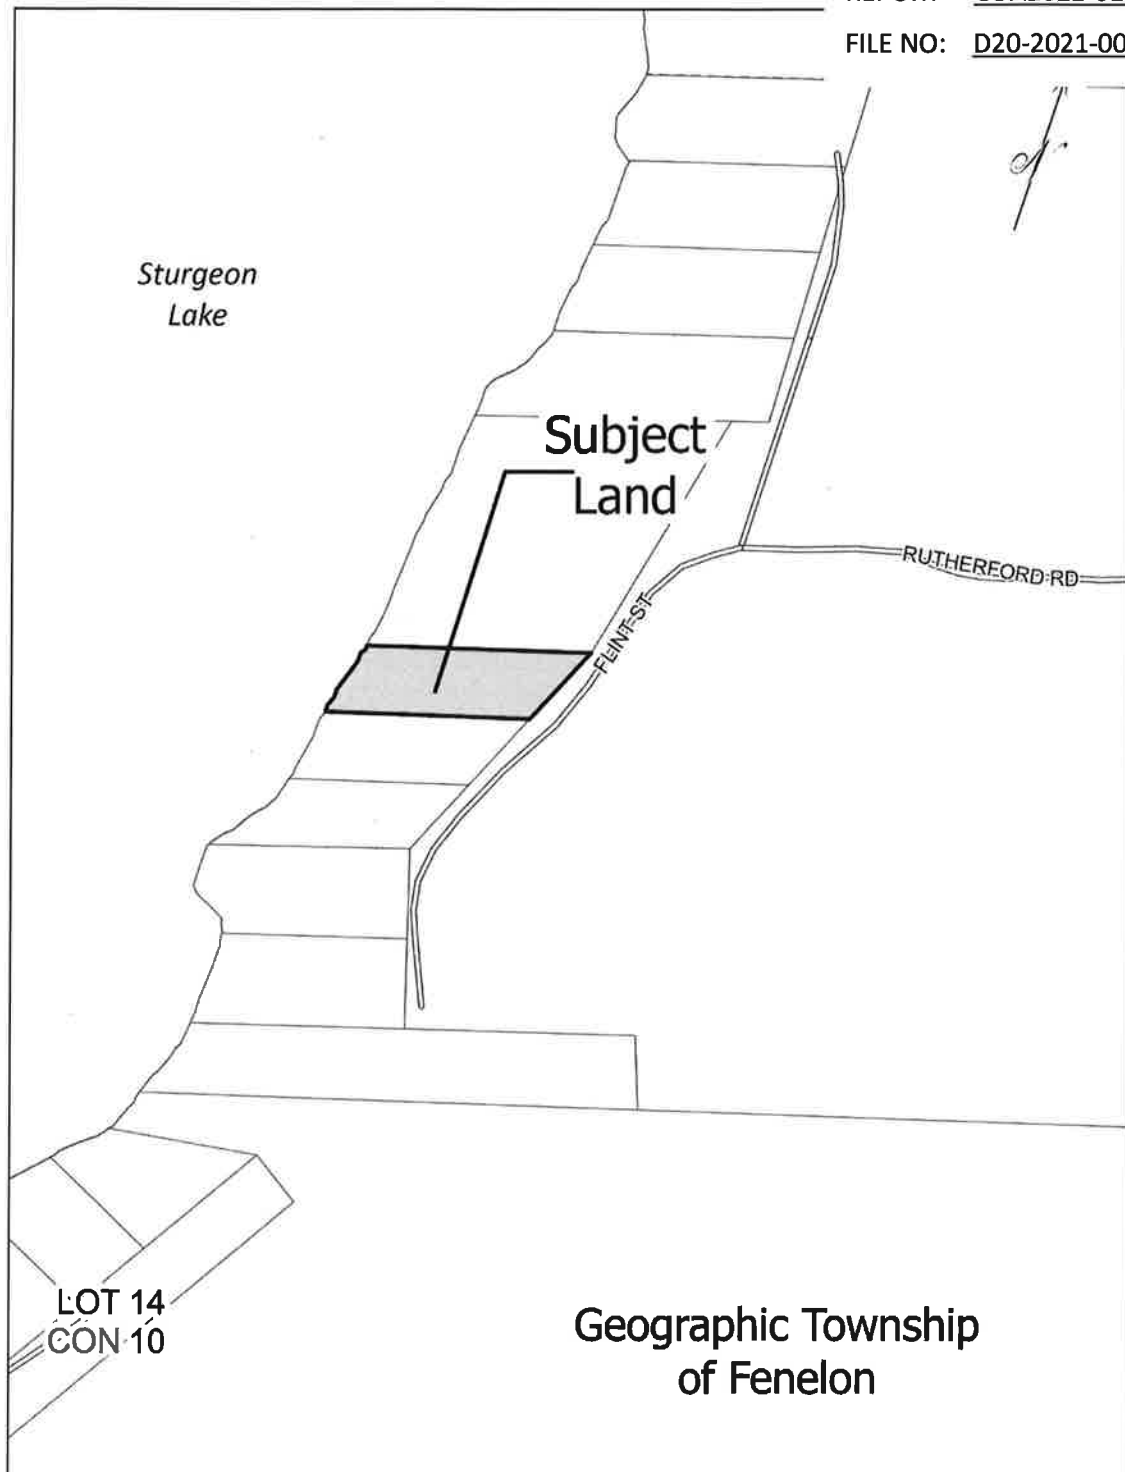 FILE NO: D20-2021-00
Sturgeon
Lake
Subject
Land
RUTHERFORD RD
FLINT ST
LOT 14
CON 10
Geographic Township
of Fenelon